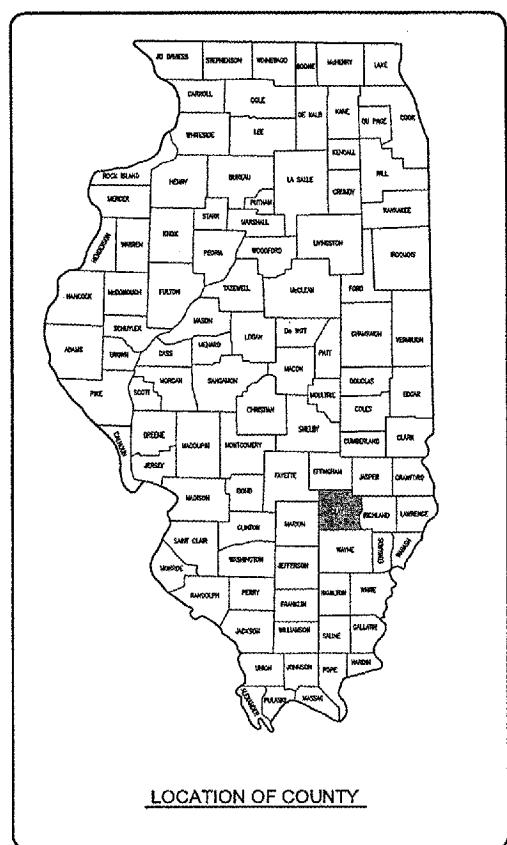 JO DAVIESS STEPHENSON WINNEBAGO BOONE McHENRY LAKE
CARROLL OGLE DE KALB KANE DU PAGE COOK
WHITESIDE LEE KENDALL WILL
ROCK ISLAND HENRY BUREAU LA SALLE GRUNDY
MERCER PUTNAM KANKAKEE
STARK MARSHALL
HENDERSON WARREN KNOX PEORIA WOODFORD LIVINGSTON IROQUOIS
HANCOCK McDONOUGH FULTON TAZEWELL McCLEAN FORD
SCHUYLER MASON LOGAN De WITT CHAMPAIGN VERMILION
ADAMS BROWN CASS MENARD PIATT
MACON
PIKE SCOTT MORGAN SANGAMON MOULTRIE DOUGLAS EDGAR
CHRISTIAN COLES
CALHOUN GREENE MACOUPIN MONTGOMERY SHELBY CUMBERLAND CLARK
JERSEY FAYETTE EFFINGHAM JASPER CRAWFORD
MADISON BOND
RICHLAND LAWRENCE
CLINTON MARION
SAINT CLAIR WAYNE EDWARDS WABASH
WASHINGTON JEFFERSON
MONROE
RANDOLPH PERRY HAMILTON WHITE
FRANKLIN
JACKSON WILLIAMSON SALINE GALLATIN
UNION JOHNSON POPE HARDIN
ALEXANDER PULASKI MASSAC
LOCATION OF COUNTY